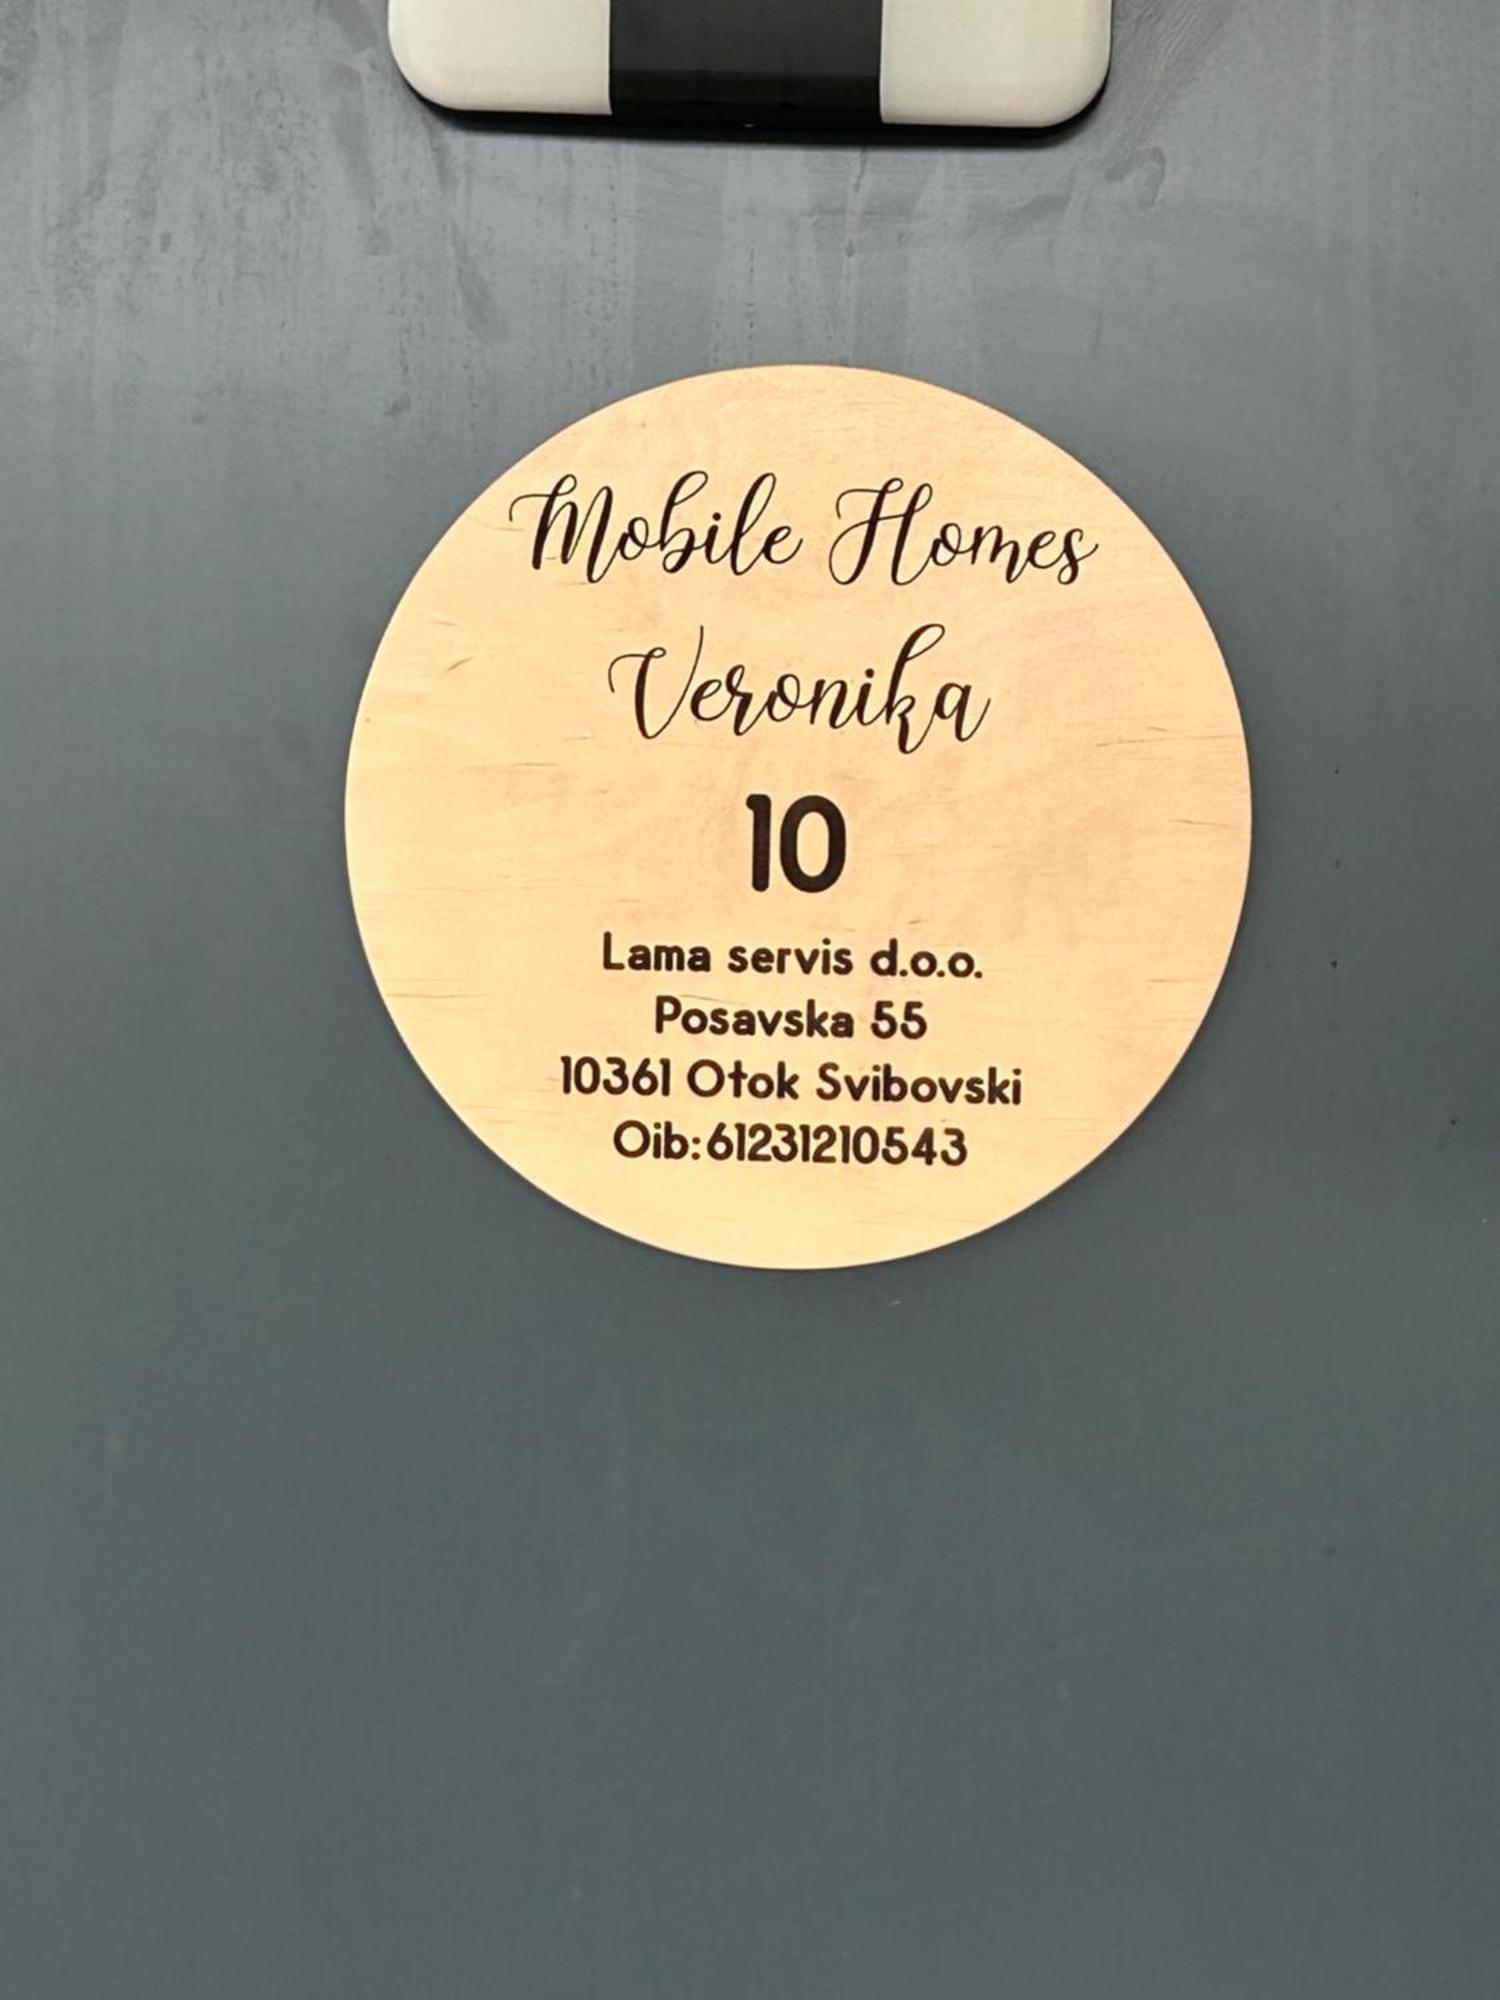 Mobile Homes
Veronika
10
Lama servis d.o.o.
Posavska 55
10361 Otok Svibovski
Oib:61231210543